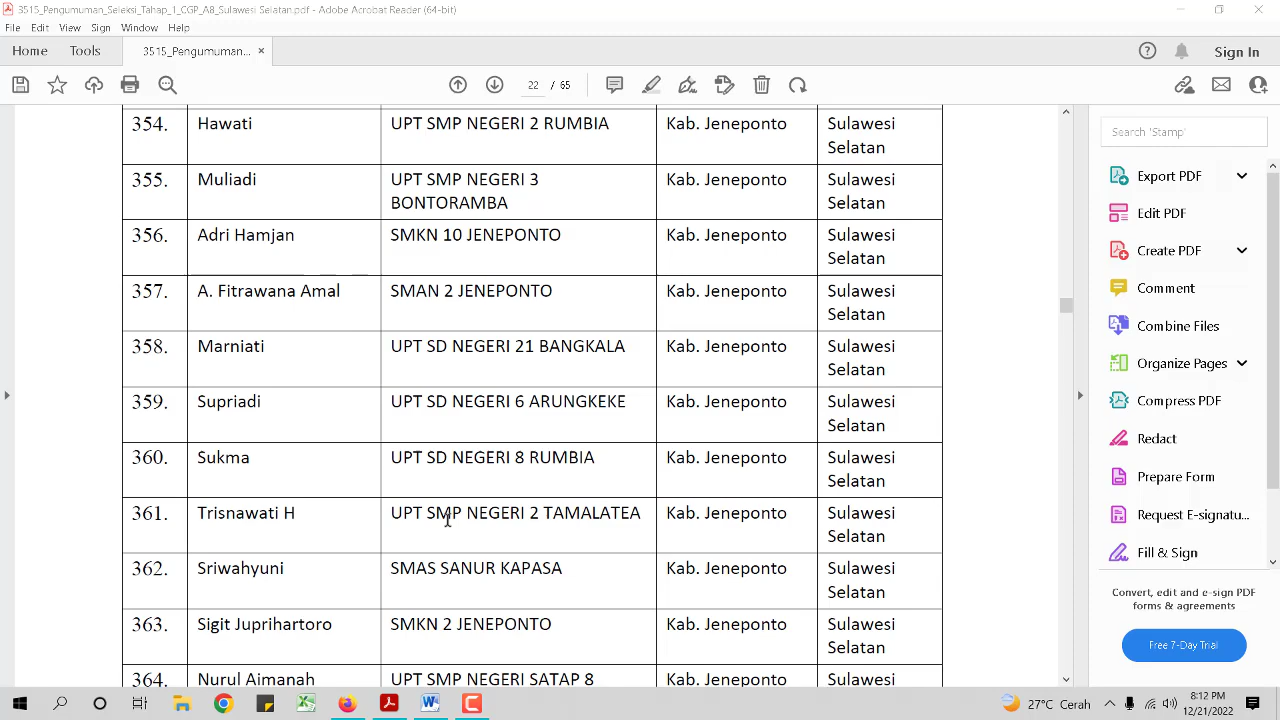 3515_Pengumuman_Seleksi_Tahap_1_CGP_A8_Sulawesi_Selatan.pdf - Adobe Acrobat Reader (64-bit)
File Edit View Sign Window Help
Home Tools 3515_Pengumuman... Sign In
22 / 65
354. Hawati UPT SMP NEGERI 2 RUMBIA Kab. Jeneponto Sulawesi
Selatan
355. Muliadi UPT SMP NEGERI 3 Kab. Jeneponto Sulawesi
BONTORAMBA Selatan
356. Adri Hamjan SMKN 10 JENEPONTO Kab. Jeneponto Sulawesi
Selatan
357. A. Fitrawana Amal SMAN 2 JENEPONTO Kab. Jeneponto Sulawesi
Selatan
358. Marniati UPT SD NEGERI 21 BANGKALA Kab. Jeneponto Sulawesi
Selatan
359. Supriadi UPT SD NEGERI 6 ARUNGKEKE Kab. Jeneponto Sulawesi
Selatan
360. Sukma UPT SD NEGERI 8 RUMBIA Kab. Jeneponto Sulawesi
Selatan
361. Trisnawati H UPT SMP NEGERI 2 TAMALATEA Kab. Jeneponto Sulawesi
Selatan
362. Sriwahyuni SMAS SANUR KAPASA Kab. Jeneponto Sulawesi
Selatan
363. Sigit Juprihartoro SMKN 2 JENEPONTO Kab. Jeneponto Sulawesi
Selatan
364. Nurul Aimanah UPT SMP NEGERI SATAP 8 Kab. Jeneponto Sulawesi
Search 'Stamp'
Export PDF
Edit PDF
Create PDF
Comment
Combine Files
Organize Pages
Compress PDF
Redact
Prepare Form
Request E-signatu...
Fill & Sign
Convert, edit and e-sign PDF
forms & agreements
Free 7-Day Trial
27°C Cerah
8:12 PM
12/21/2022